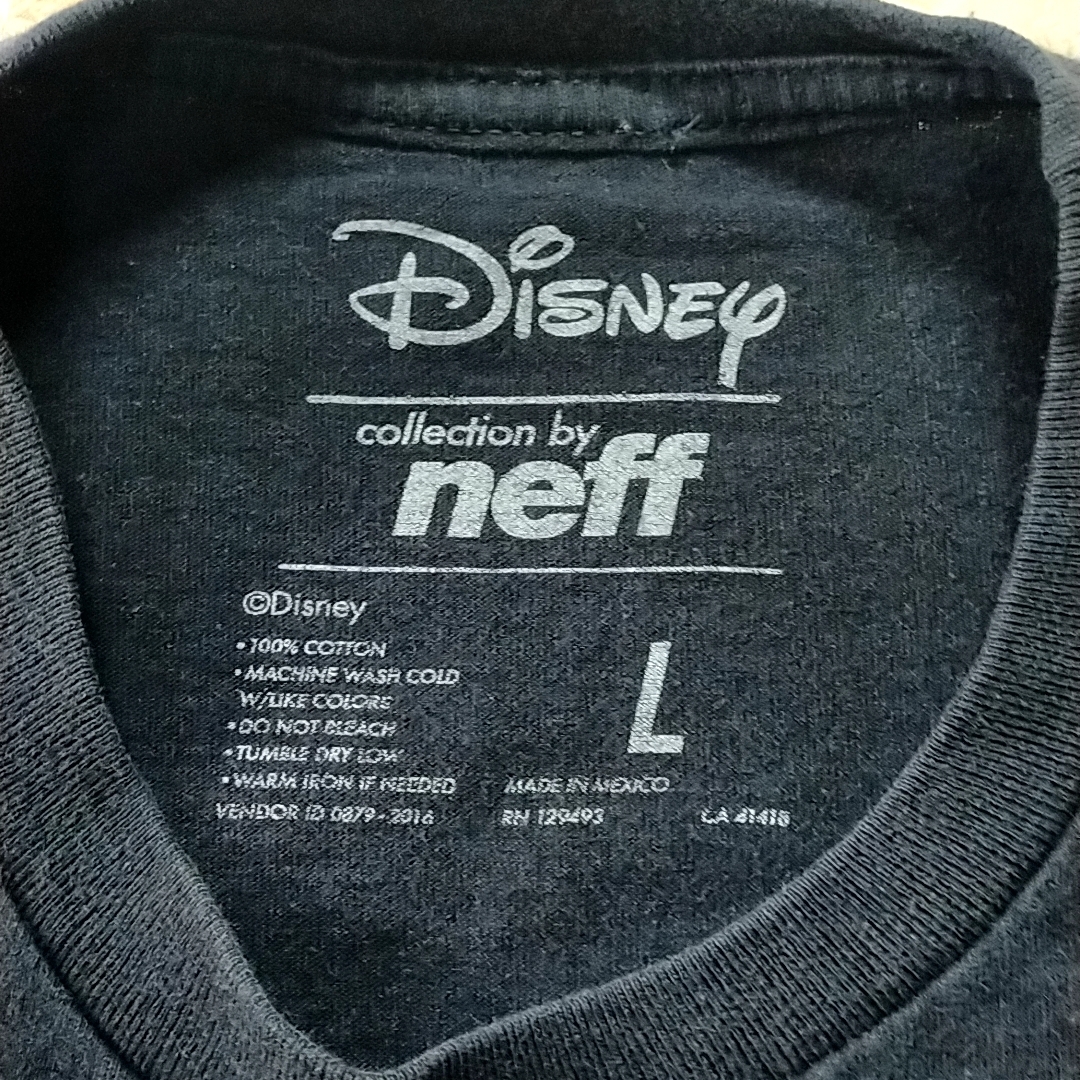 Disney
collection by
neff
©Disney
• 100% COTTON
• MACHINE WASH COLD
W/LIKE COLORS
• DO NOT BLEACH
• TUMBLE DRY LOW
• WARM IRON IF NEEDED
L
MADE IN MEXICO
VENDOR ID 0879-2016 RN 129493 CA 41418